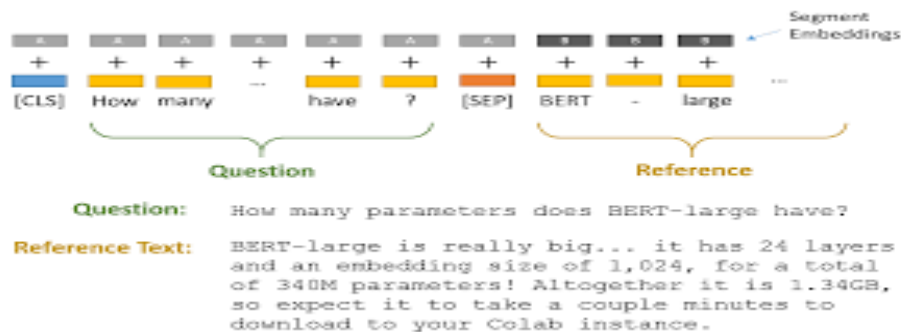 Segment
Embeddings
A A A A A A A B B B
+ + + + + + + + + +
[CLS] How many ... have ? [SEP] BERT - large ...
Question Reference
Question: How many parameters does BERT-large have?
Reference Text: BERT-large is really big... it has 24 layers
and an embedding size of 1,024, for a total
of 340M parameters! Altogether it is 1.34GB,
so expect it to take a couple minutes to
download to your Colab instance.